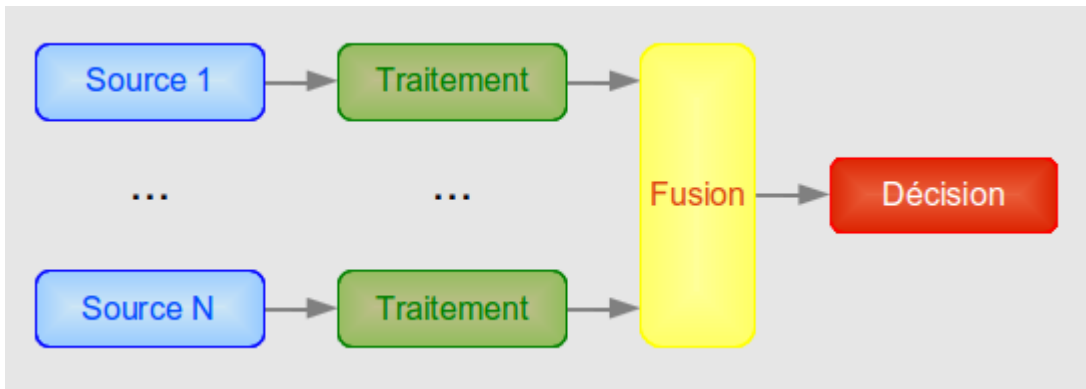 Source 1
Traitement
...
...
Fusion
Décision
Source N
Traitement